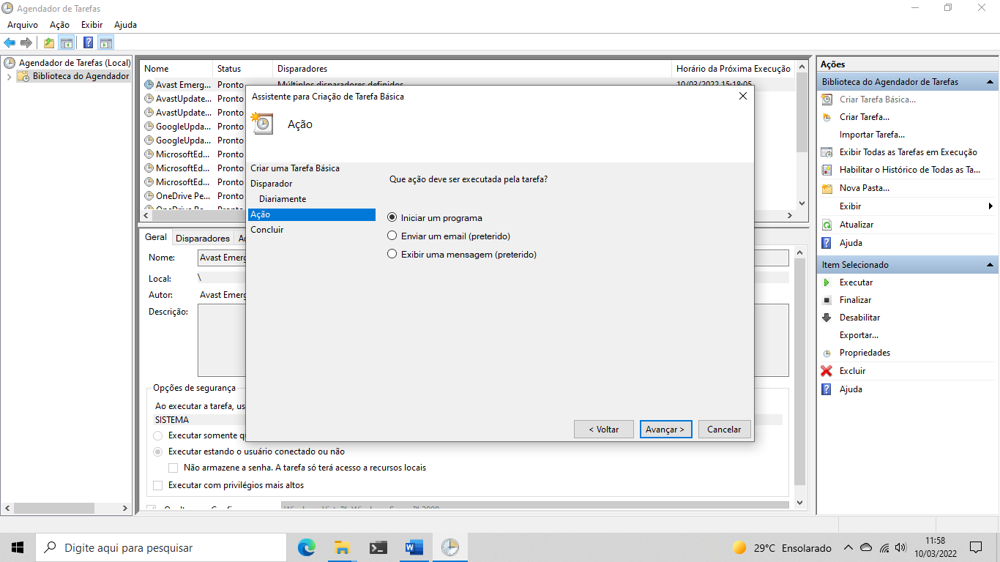 Agendador de Tarefas
Arquivo Ação Exibir Ajuda
Agendador de Tarefas (Local)
Biblioteca do Agendador
Nome Status Disparadores Horário da Próxima Execução
Avast Emerg... Pronto Múltiplos disparadores definidos 10/03/2022 15:18:05
AvastUpdate... Pronto
AvastUpdate... Pronto
GoogleUpda... Pronto
GoogleUpda... Pronto
MicrosoftEd... Pronto
MicrosoftEd... Pronto
MicrosoftEd... Pronto
OneDrive Pe... Pronto
Geral Disparadores
Nome: Avast Emerg
Local: \
Autor: Avast Emerg
Descrição:
Opções de segurança
Ao executar a tarefa, us
SISTEMA
Executar somente q
Executar estando o usuário conectado ou não
Não armazene a senha. A tarefa só terá acesso a recursos locais
Executar com privilégios mais altos
Assistente para Criação de Tarefa Básica
Ação
Criar uma Tarefa Básica
Disparador
Diariamente
Ação
Concluir
Que ação deve ser executada pela tarefa?
Iniciar um programa
Enviar um email (preterido)
Exibir uma mensagem (preterido)
< Voltar Avançar > Cancelar
Ações
Biblioteca do Agendador de Tarefas
Criar Tarefa Básica...
Criar Tarefa...
Importar Tarefa...
Exibir Todas as Tarefas em Execução
Habilitar o Histórico de Todas as Ta...
Nova Pasta...
Exibir
Atualizar
Ajuda
Item Selecionado
Executar
Finalizar
Desabilitar
Exportar...
Propriedades
Excluir
Ajuda
Digite aqui para pesquisar
29°C Ensolarado
11:58
10/03/2022